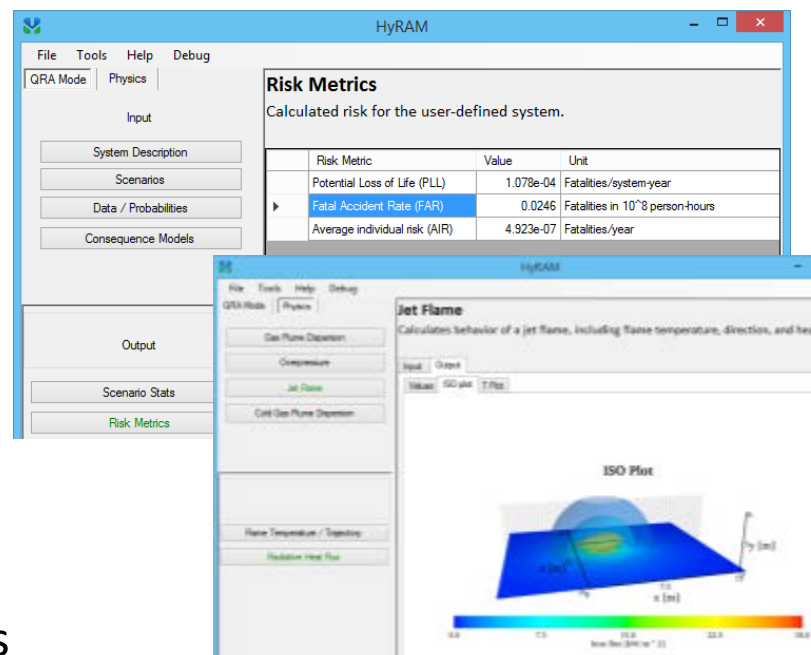 HyRAM
File Tools Help Debug
QRA Mode Physics
Input
System Description
Scenarios
Data / Probabilities
Consequence Models
Output
Scenario Stats
Risk Metrics
Risk Metrics
Calculated risk for the user-defined system.
Risk Metric Value Unit
Potential Loss of Life (PLL) 1.078e-04 Fatalities/system-year
Fatal Accident Rate (FAR) 0.0246 Fatalities in 10^8 person-hours
Average individual risk (AIR) 4.923e-07 Fatalities/year
HyRAM
File Tools Help Debug
QRA Mode Physics
Gas Plume Dispersion
Overpressure
Jet Flame
Cold Gas Plume Dispersion
Flame Temperature / Trajectory
Radiative Heat Flux
Jet Flame
Calculates behavior of a jet flame, including flame temperature, direction, and hea
Input Output
Values ISO plot T Plot
ISO Plot
y [m]
x [m]
s